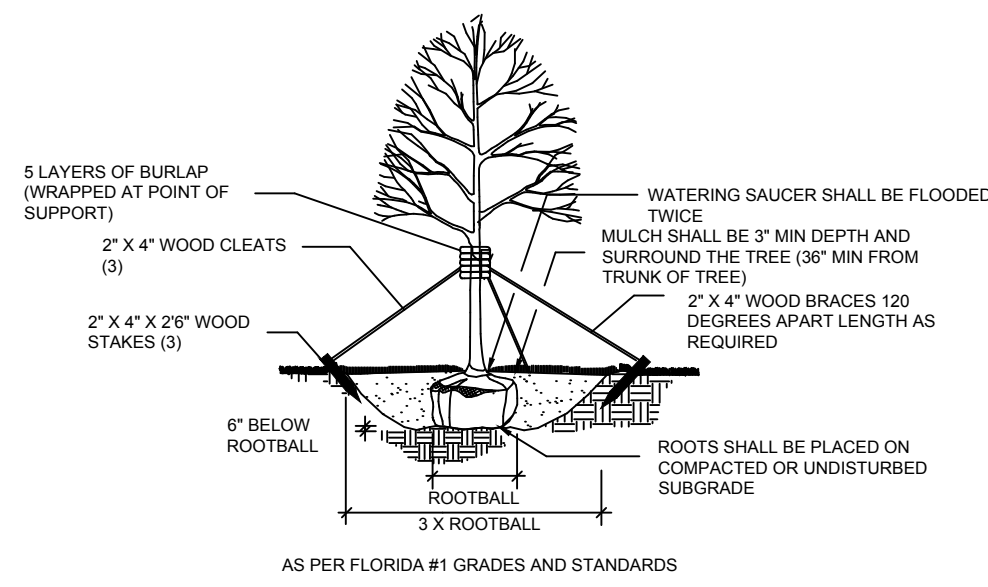 5 LAYERS OF BURLAP
(WRAPPED AT POINT OF
SUPPORT)
2" X 4" WOOD CLEATS
(3)
2" X 4" X 2'6" WOOD
STAKES (3)
6" BELOW
ROOTBALL
WATERING SAUCER SHALL BE FLOODED
TWICE
MULCH SHALL BE 3" MIN DEPTH AND
SURROUND THE TREE (36" MIN FROM
TRUNK OF TREE)
2" X 4" WOOD BRACES 120
DEGREES APART LENGTH AS
REQUIRED
ROOTS SHALL BE PLACED ON
COMPACTED OR UNDISTURBED
SUBGRADE
ROOTBALL
3 X ROOTBALL
AS PER FLORIDA #1 GRADES AND STANDARDS